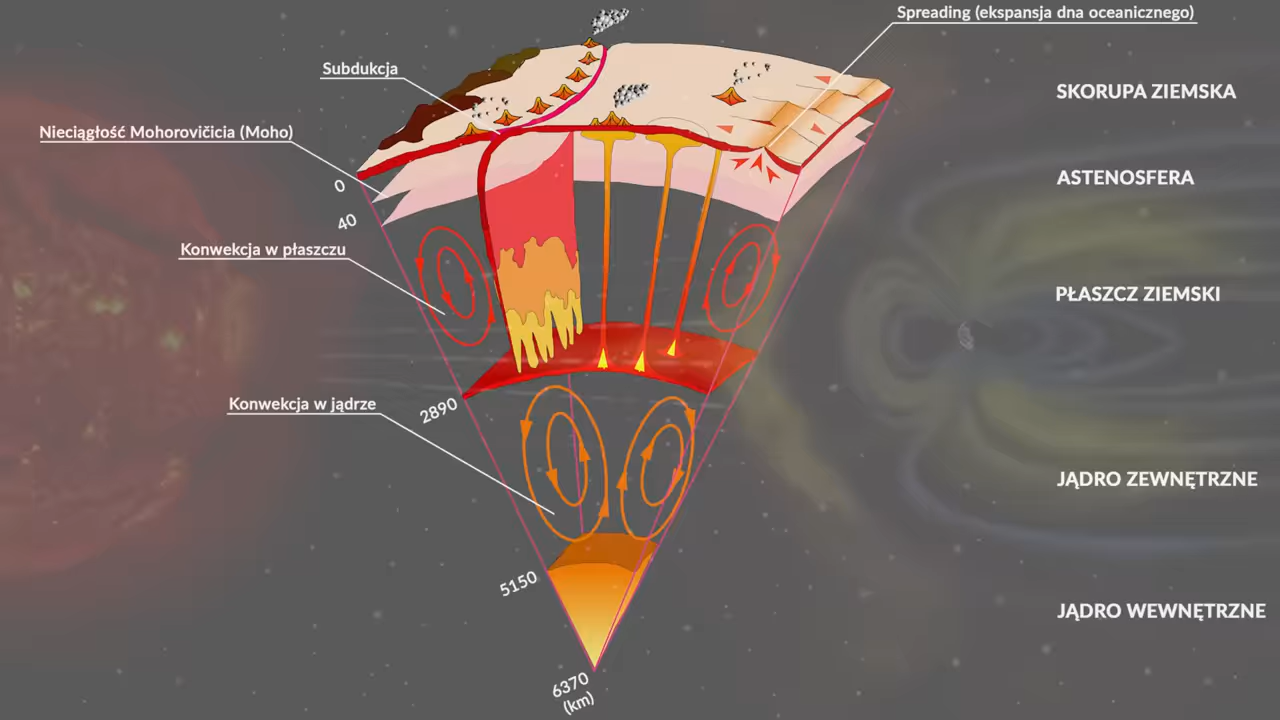 Spreading (ekspansja dna oceanicznego)
Subdukcja
SKORUPA ZIEMSKA
Nieciągłość Mohorovičicia (Moho)
ASTENOSFERA
0
40
Konwekcja w płaszczu
PŁASZCZ ZIEMSKI
Konwekcja w jądrze
2890
JĄDRO ZEWNĘTRZNE
5150
JĄDRO WEWNĘTRZNE
6370
(km)